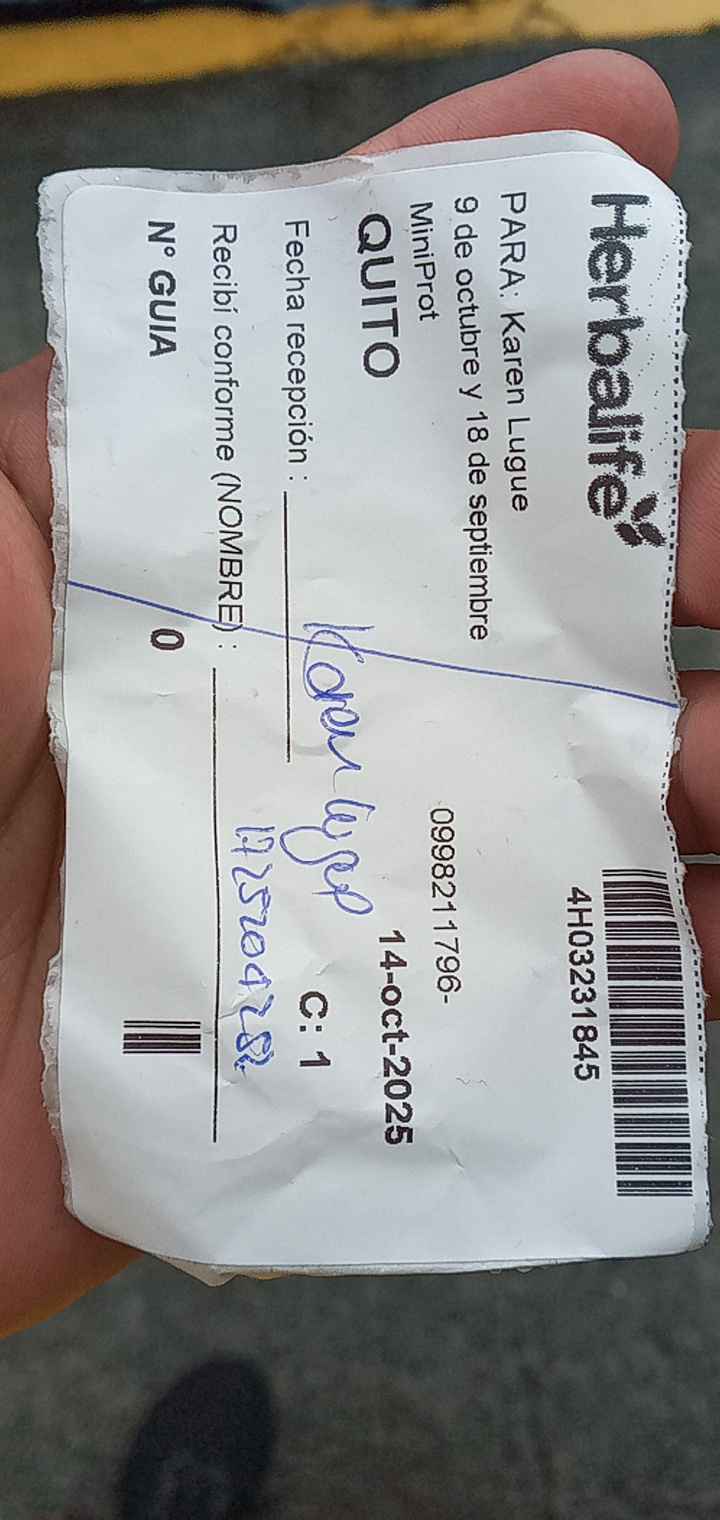 Herbalife
4H03231845
PARA: Karen Lugue
9 de octubre y 18 de septiembre
0998211796-
MiniProt
QUITO
14-oct-2025
Fecha recepción :
Karen
C: 1
Recibí conforme (NOMBRE) :
N° GUIA
0